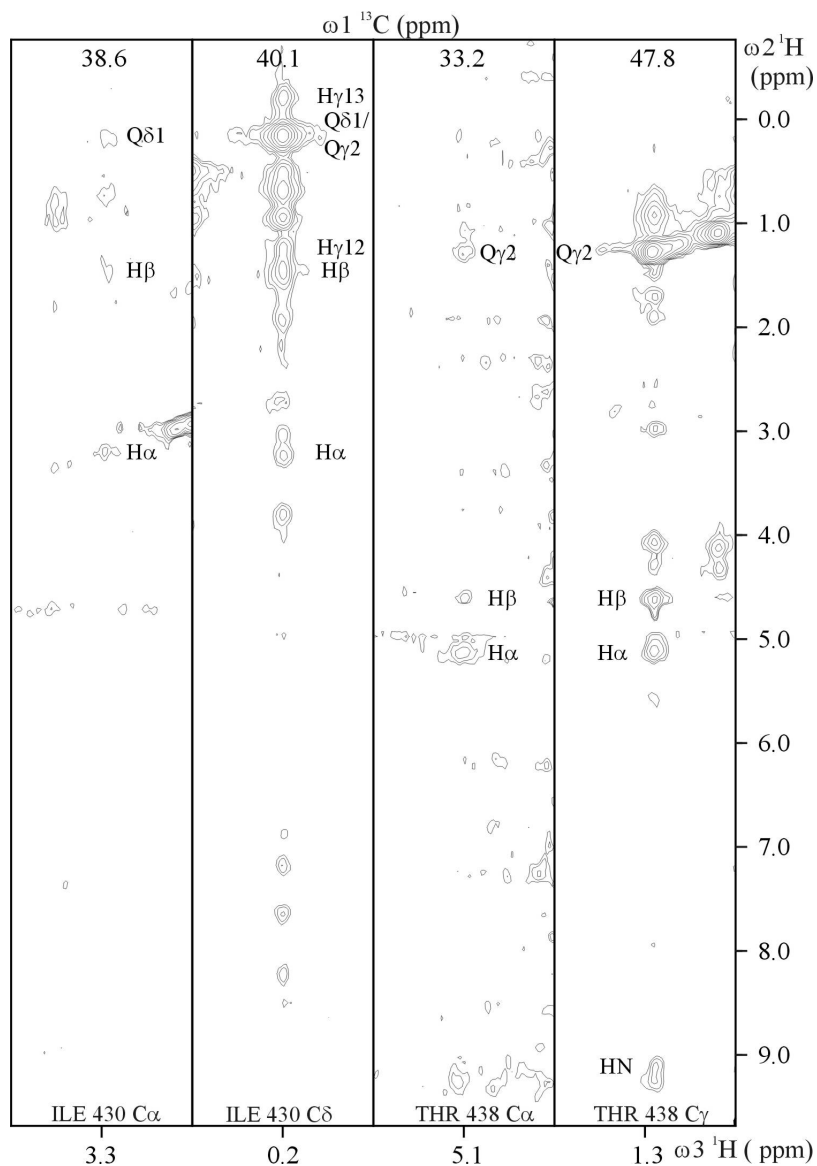 ω1 ¹³C (ppm)
38.6 40.1 33.2 47.8 ω2 ¹H
(ppm)
Hγ13
0.0
Qδ1 Qδ1/
Qγ2
1.0
Hγ12 Qγ2 Qγ2
Hβ Hβ
2.0
3.0
Hα Hα
4.0
Hβ Hβ
5.0
Hα Hα
6.0
7.0
8.0
9.0
HN
ILE 430 Cα ILE 430 Cδ THR 438 Cα THR 438 Cγ
3.3 0.2 5.1 1.3 ω3 ¹H ( ppm)